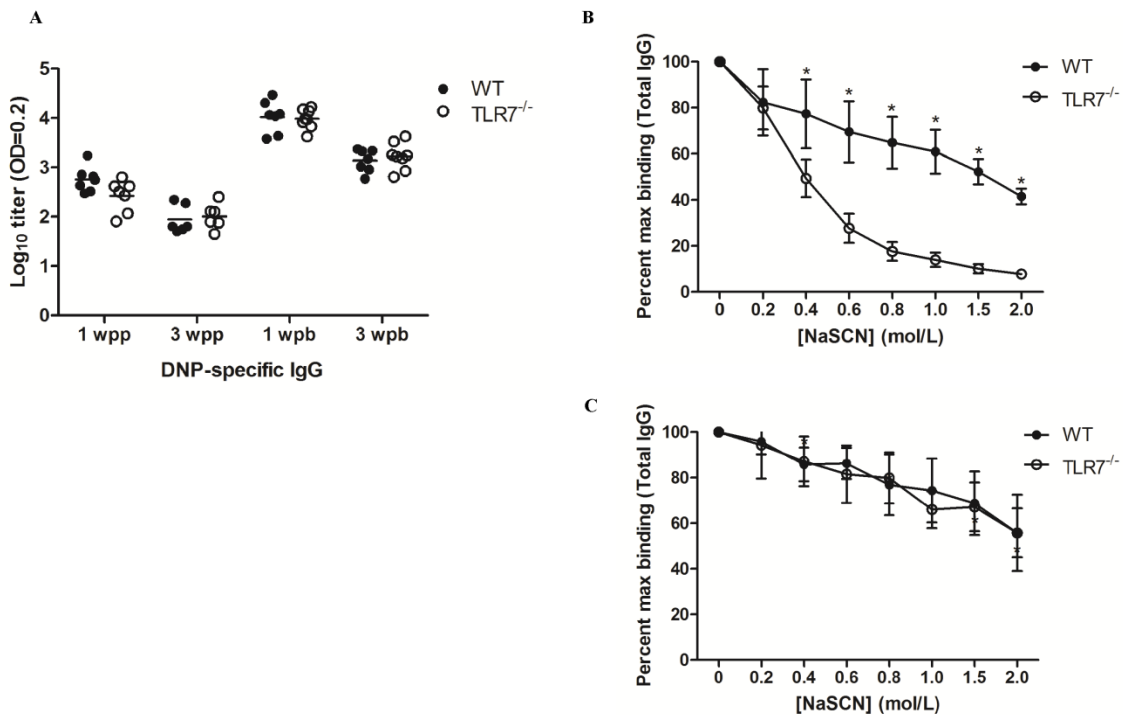 A
Log10 titer (OD=0.2)
5
4
3
2
1
0
1 wpp 3 wpp 1 wpb 3 wpb
DNP-specific IgG
WT
TLR7-/-
B
Percent max binding (Total IgG)
100
80
60
40
20
0
* * * * * * *
0 0.2 0.4 0.6 0.8 1.0 1.5 2.0
[NaSCN] (mol/L)
WT
TLR7-/-
C
Percent max binding (Total IgG)
100
80
60
40
20
0
* * *
0 0.2 0.4 0.6 0.8 1.0 1.5 2.0
[NaSCN] (mol/L)
WT
TLR7-/-